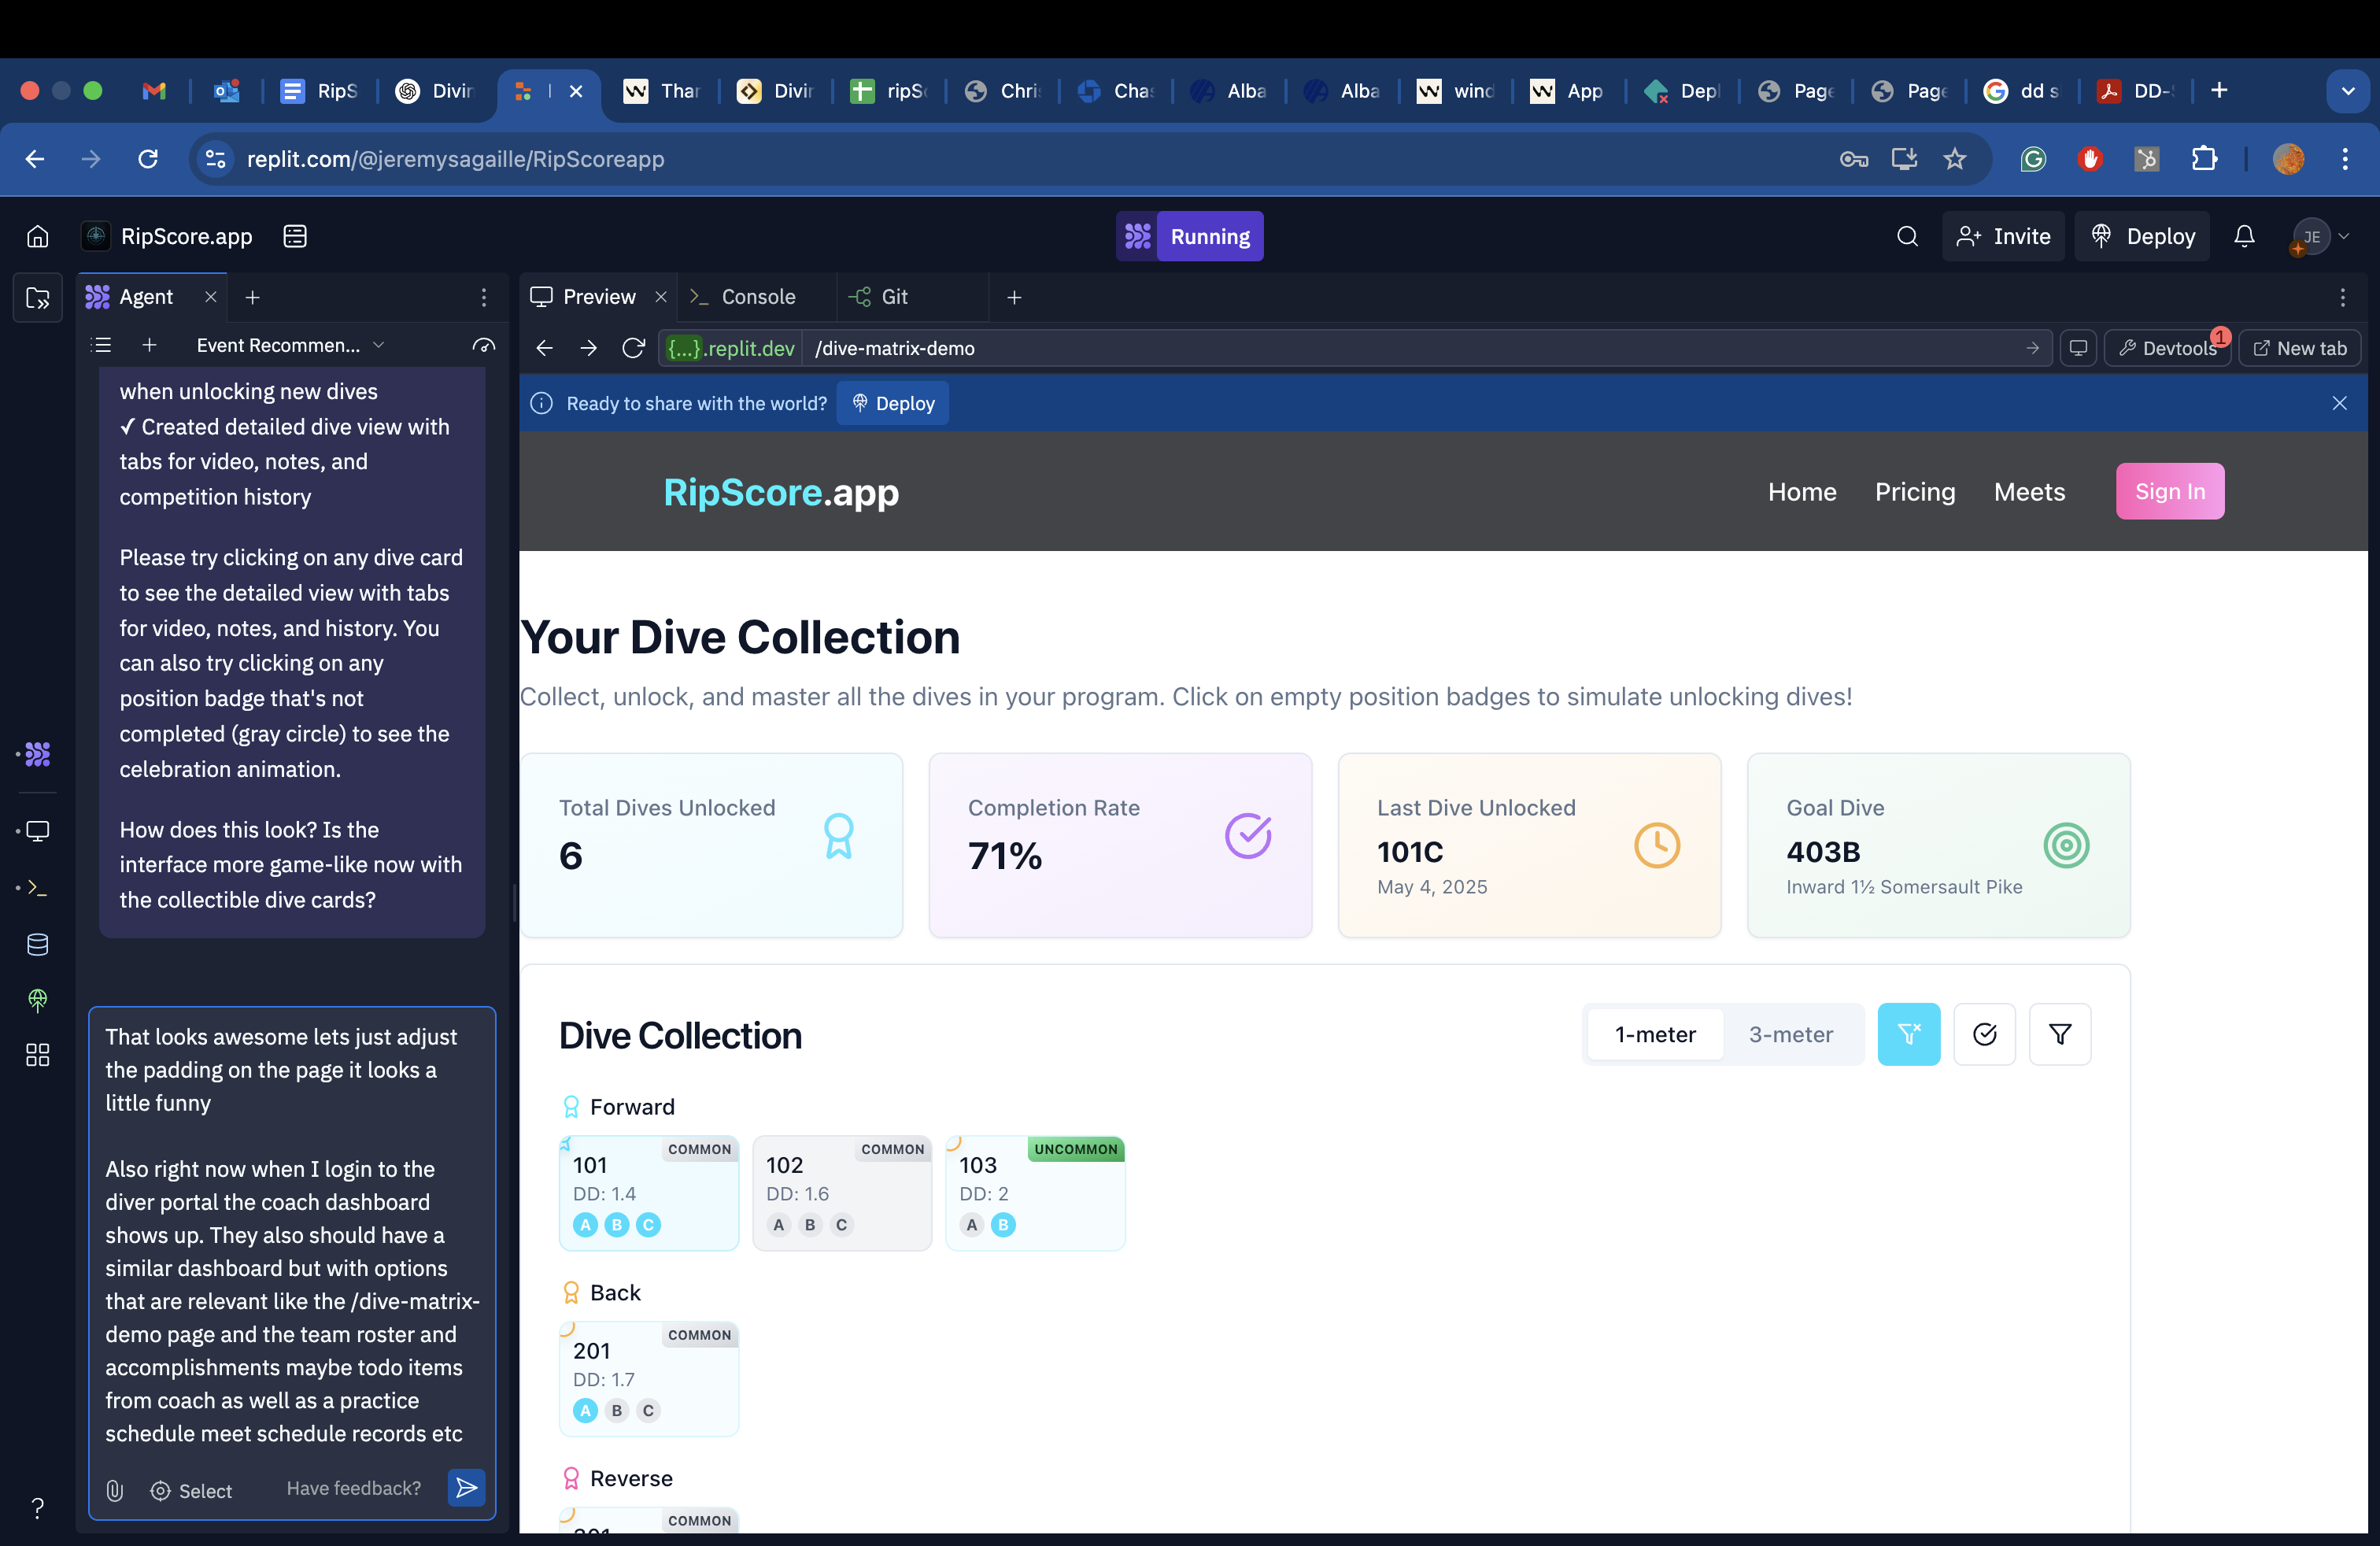 RipS
Divin
Thar
Divir
ripSc
Chri
Chas
Alba
Alba
wind
App
Depl
Page
Page
dd s
DD-S
replit.com/@jeremysagaille/RipScoreapp
RipScore.app
Running
Invite
Deploy
JE
Agent
Preview
Console
Git
Event Recommen...
{...}.replit.dev
/dive-matrix-demo
Devtools
1
New tab
Ready to share with the world?
Deploy
when unlocking new dives
✓ Created detailed dive view with
tabs for video, notes, and
competition history
Please try clicking on any dive card
to see the detailed view with tabs
for video, notes, and history. You
can also try clicking on any
position badge that's not
completed (gray circle) to see the
celebration animation.
How does this look? Is the
interface more game-like now with
the collectible dive cards?
That looks awesome lets just adjust
the padding on the page it looks a
little funny
Also right now when I login to the
diver portal the coach dashboard
shows up. They also should have a
similar dashboard but with options
that are relevant like the /dive-matrix-
demo page and the team roster and
accomplishments maybe todo items
from coach as well as a practice
schedule meet schedule records etc
Select
Have feedback?
RipScore.app
Home
Pricing
Meets
Sign In
Your Dive Collection
Collect, unlock, and master all the dives in your program. Click on empty position badges to simulate unlocking dives!
Total Dives Unlocked
6
Completion Rate
71%
Last Dive Unlocked
101C
May 4, 2025
Goal Dive
403B
Inward 1½ Somersault Pike
Dive Collection
1-meter
3-meter
Forward
COMMON
101
DD: 1.4
A B C
COMMON
102
DD: 1.6
A B C
UNCOMMON
103
DD: 2
A B
Back
COMMON
201
DD: 1.7
A B C
Reverse
COMMON
301